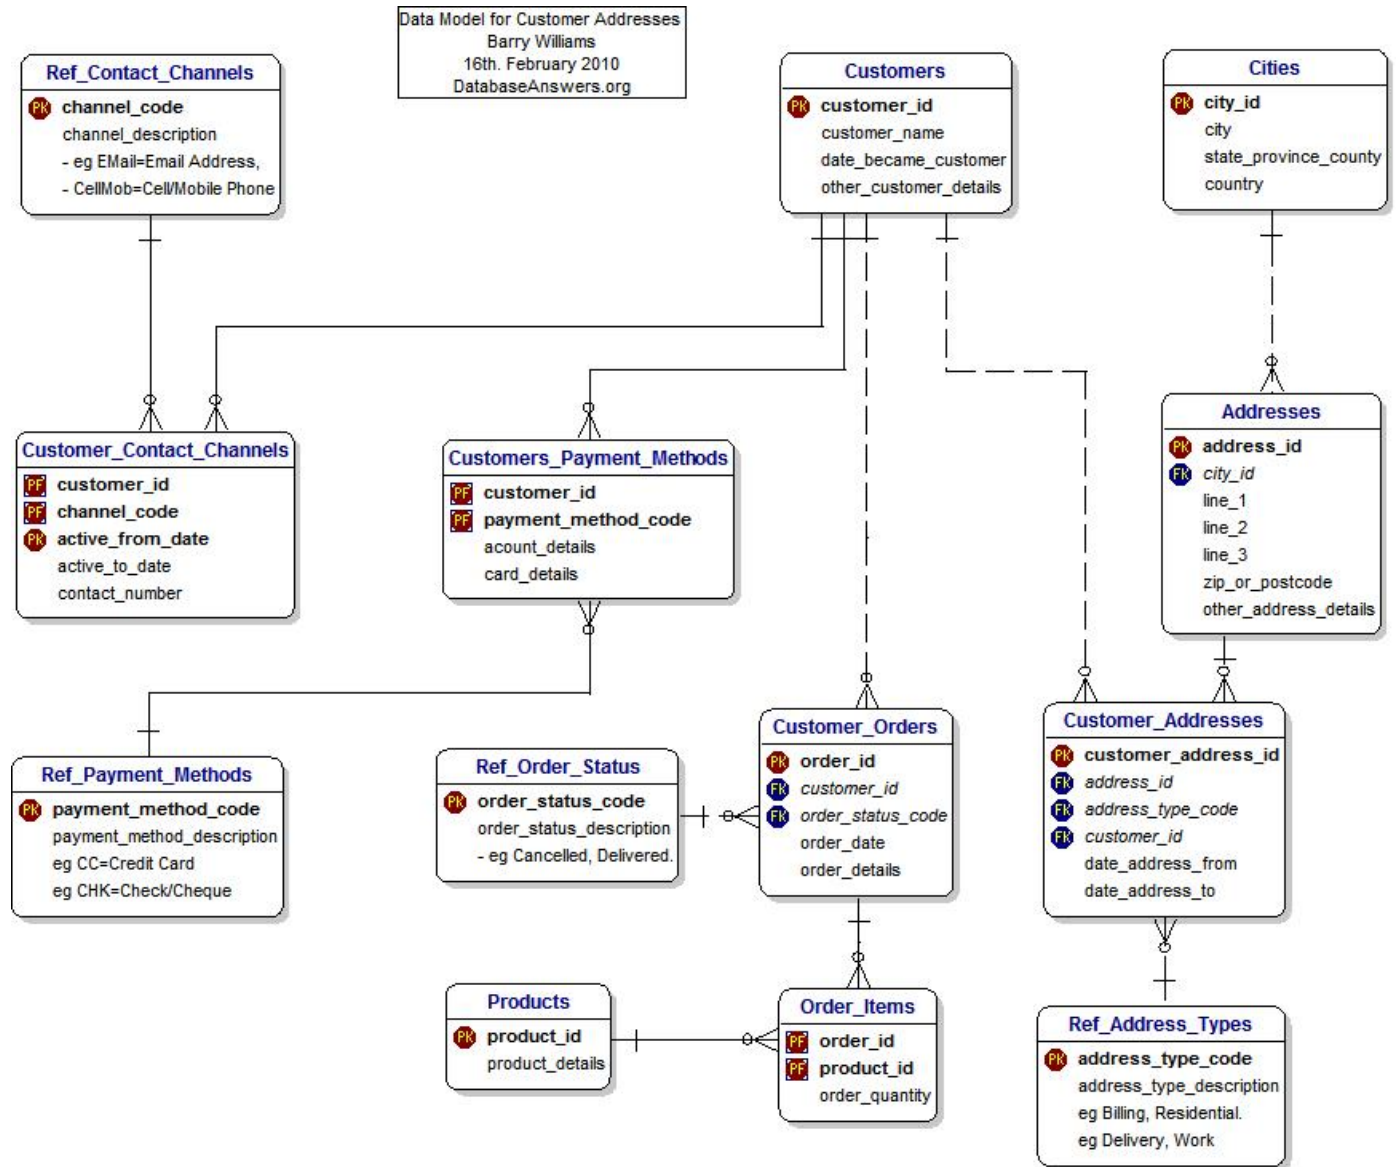 Data Model for Customer Addresses
Barry Williams
16th. February 2010
DatabaseAnswers.org
Ref_Contact_Channels
PK channel_code
channel_description
- eg EMail=Email Address,
- CellMob=Cell/Mobile Phone
Customers
PK customer_id
customer_name
date_became_customer
other_customer_details
Cities
PK city_id
city
state_province_county
country
Customer_Contact_Channels
PF customer_id
PF channel_code
PK active_from_date
active_to_date
contact_number
Customers_Payment_Methods
PF customer_id
PF payment_method_code
acount_details
card_details
Addresses
PK address_id
FK city_id
line_1
line_2
line_3
zip_or_postcode
other_address_details
Ref_Payment_Methods
PK payment_method_code
payment_method_description
eg CC=Credit Card
eg CHK=Check/Cheque
Ref_Order_Status
PK order_status_code
order_status_description
- eg Cancelled, Delivered.
Customer_Orders
PK order_id
FK customer_id
FK order_status_code
order_date
order_details
Customer_Addresses
PK customer_address_id
FK address_id
FK address_type_code
FK customer_id
date_address_from
date_address_to
Products
PK product_id
product_details
Order_Items
PF order_id
PF product_id
order_quantity
Ref_Address_Types
PK address_type_code
address_type_description
eg Billing, Residential.
eg Delivery, Work